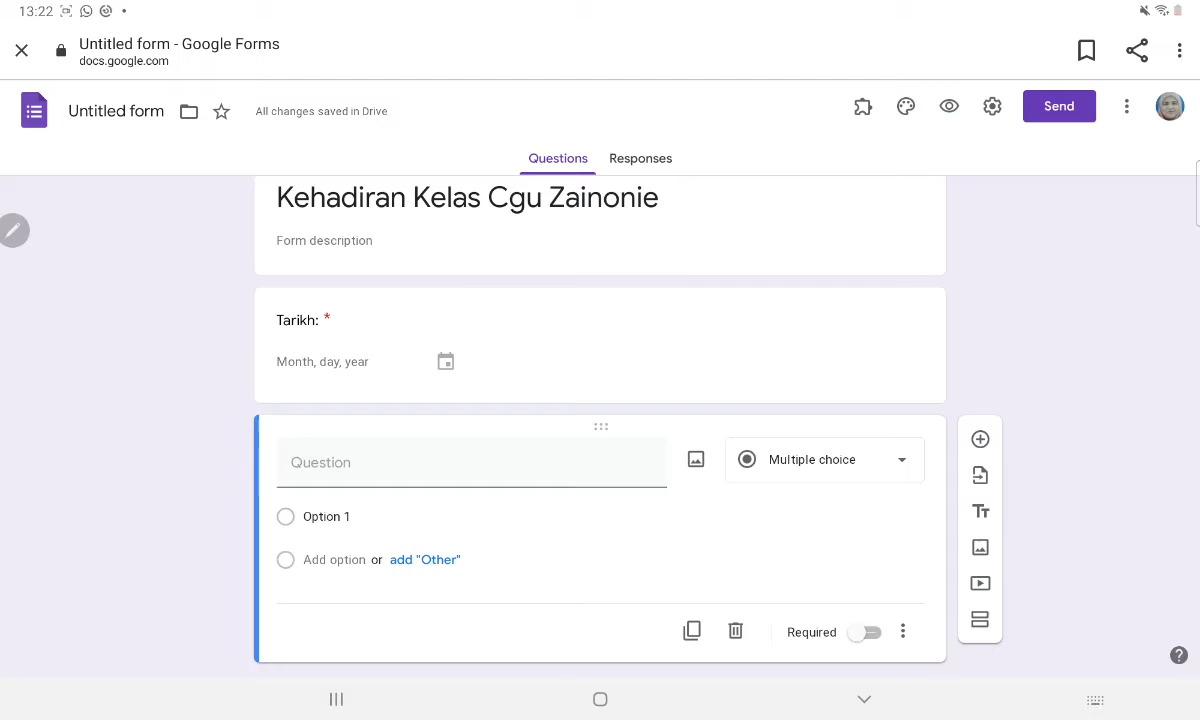 13:22
Untitled form - Google Forms
docs.google.com
Untitled form
All changes saved in Drive
Send
Questions
Responses
Kehadiran Kelas Cgu Zainonie
Form description
Tarikh: *
Month, day, year
Question
Multiple choice
Option 1
Add option or add "Other"
Required